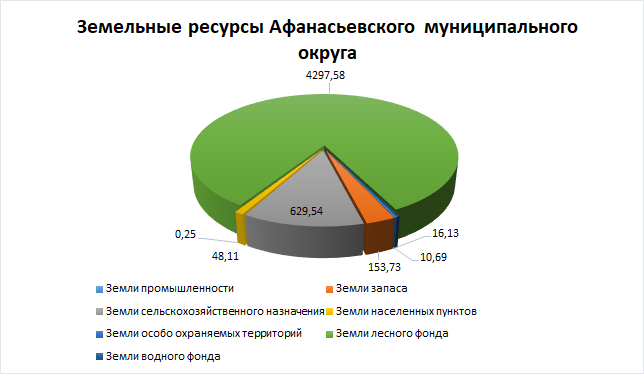 Земельные ресурсы Афанасьевского муниципального
округа
4297,58
629,54
0,25
48,11
16,13
10,69
153,73
Земли промышленности
Земли запаса
Земли сельскохозяйственного назначения
Земли населенных пунктов
Земли особо охраняемых территорий
Земли лесного фонда
Земли водного фонда